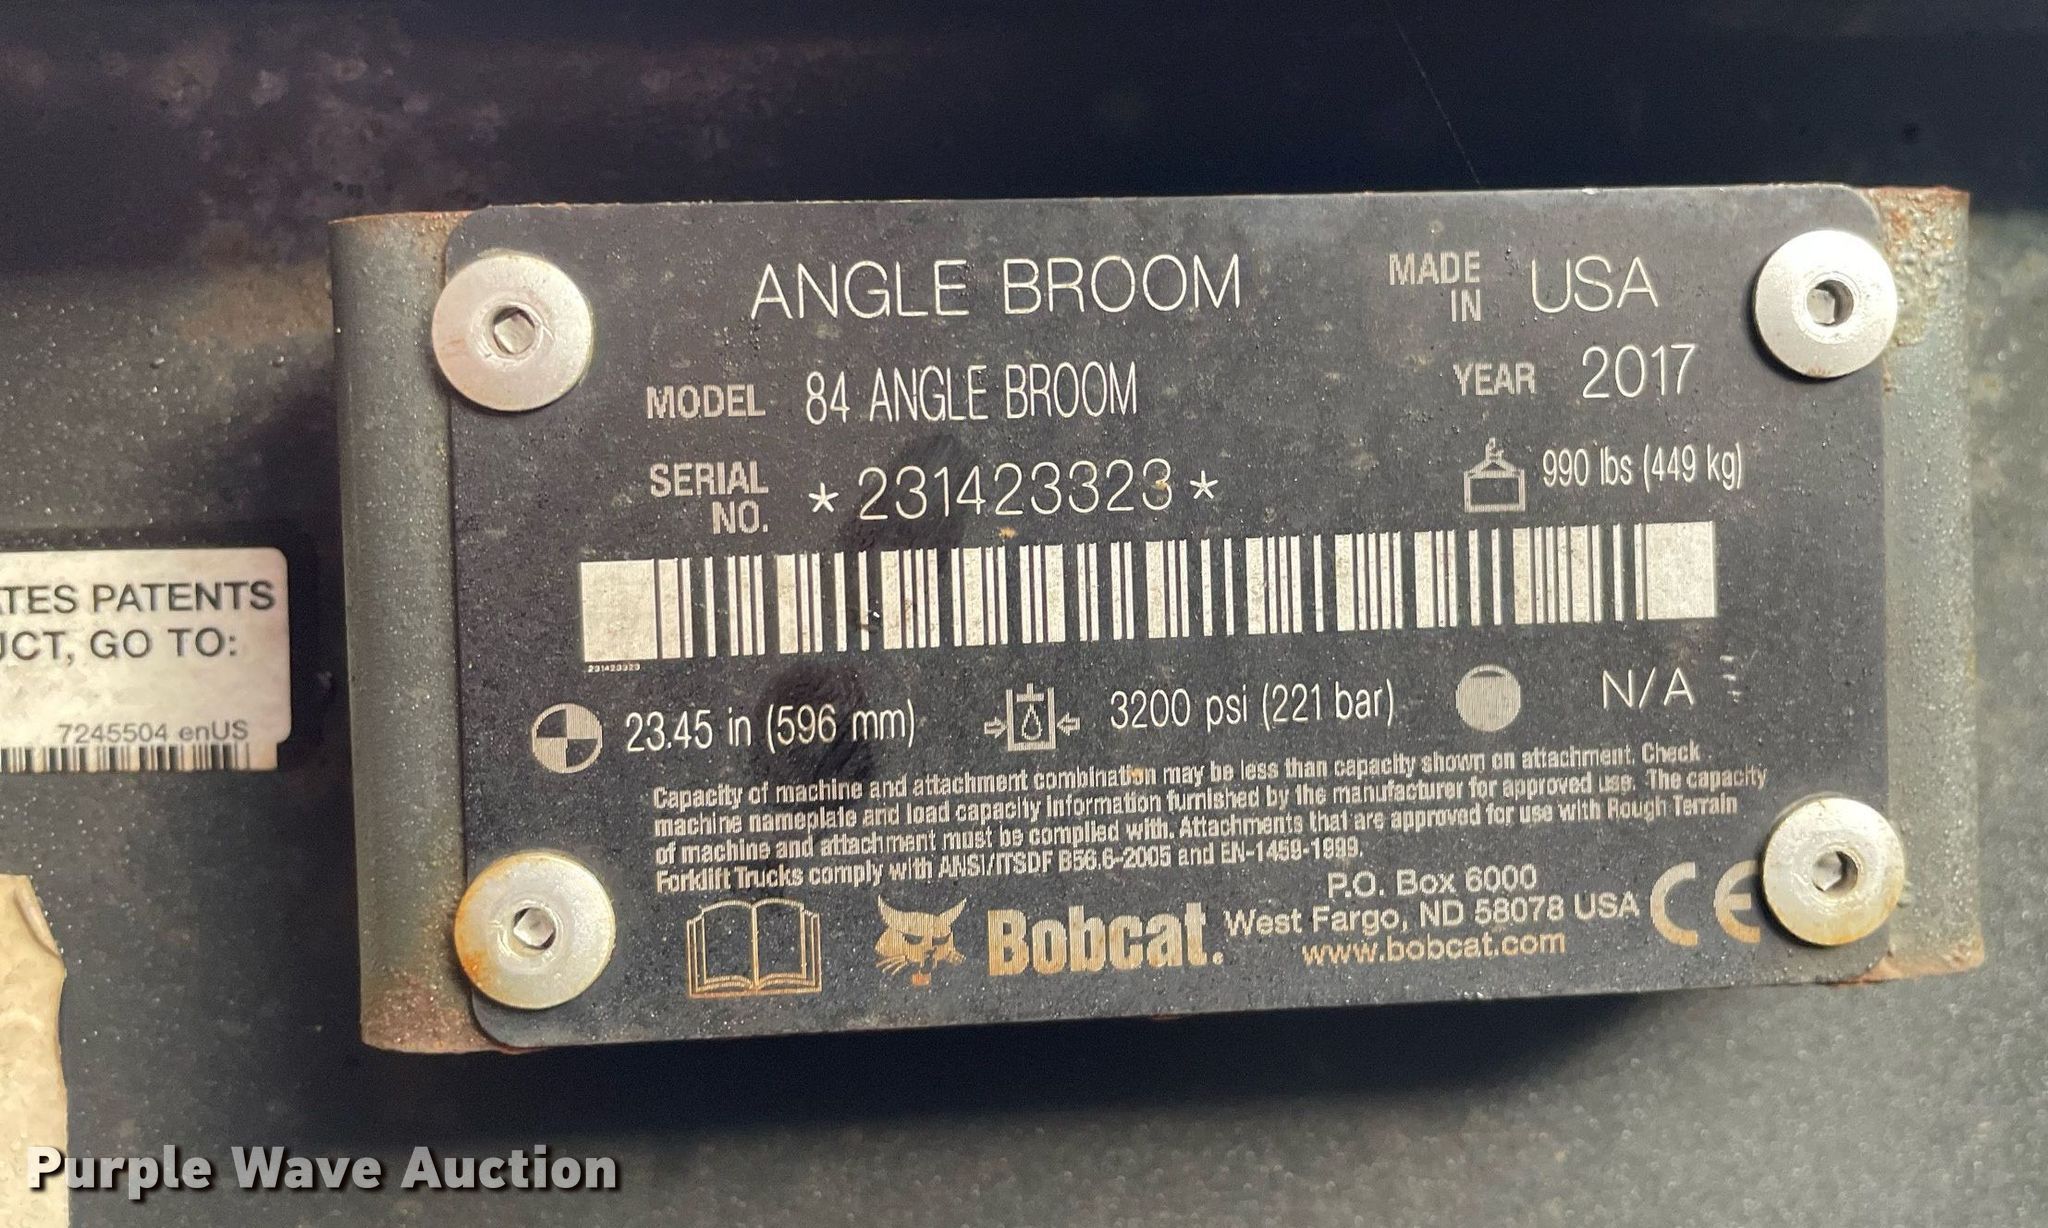 ANGLE BROOM
MADE IN USA
MODEL 84 ANGLE BROOM
YEAR 2017
SERIAL NO. *231423323*
990 lbs (449 kg)
231423323
23.45 in (596 mm)
3200 psi (221 bar)
N/A
Capacity of machine and attachment combination may be less than capacity shown on attachment. Check
machine nameplate and load capacity information furnished by the manufacturer for approved use. The capacity
of machine and attachment must be complied with. Attachments that are approved for use with Rough Terrain
Forklift Trucks comply with ANSI/ITSDF B56.6-2005 and EN-1459-1999.
Bobcat.
P.O. Box 6000
West Fargo, ND 58078 USA
www.bobcat.com
CE
TES PATENTS
UCT, GO TO:
7245504 enUS
Purple Wave Auction